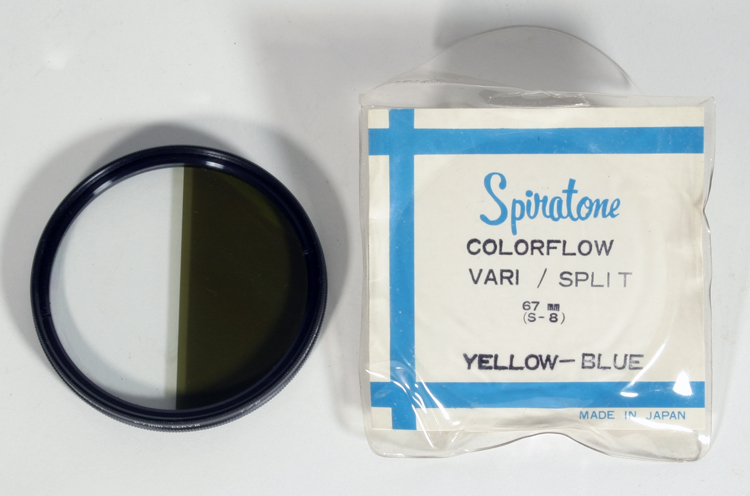 Spiratone
COLORFLOW
VARI / SPLIT
67 mm
(S-8)
YELLOW-BLUE
MADE IN JAPAN